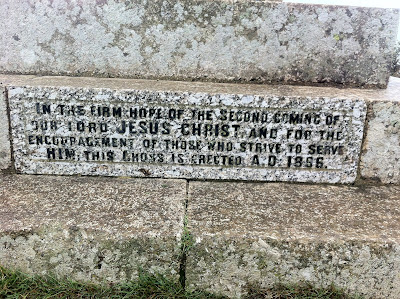 IN THE FIRM HOPE OF THE SECOND COMING OF
OUR LORD JESUS CHRIST AND FOR THE
ENCOURAGEMENT OF THOSE WHO STRIVE TO SERVE
HIM, THIS CROSS IS ERECTED A.D. 1896